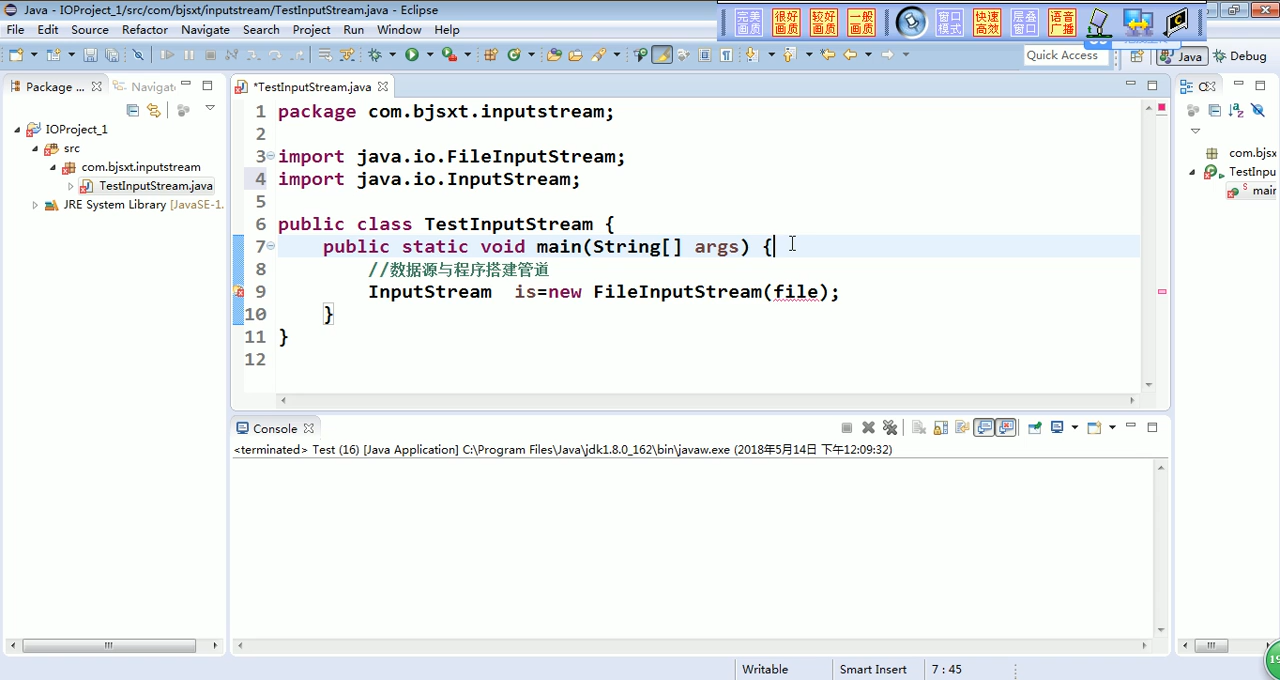 Java - IOProject_1/src/com/bjsxt/inputstream/TestInputStream.java - Eclipse
完美画质 很好画质 较好画质 一般画质 窗口模式 快速高效 层叠窗口 语音广播
File Edit Source Refactor Navigate Search Project Run Window Help
Quick Access Java Debug
Package ... Navigat
*TestInputStream.java
IOProject_1
src
com.bjsxt.inputstream
TestInputStream.java
JRE System Library [JavaSE-1.
1 package com.bjsxt.inputstream;
2
3 import java.io.FileInputStream;
4 import java.io.InputStream;
5
6 public class TestInputStream {
7 public static void main(String[] args) {
8 //数据源与程序搭建管道
9 InputStream  is=new FileInputStream(file);
10 }
11 }
12
com.bjsx
TestInpu
main
Console
<terminated> Test (16) [Java Application] C:\Program Files\Java\jdk1.8.0_162\bin\javaw.exe (2018年5月14日 下午12:09:32)
Writable Smart Insert 7 : 45